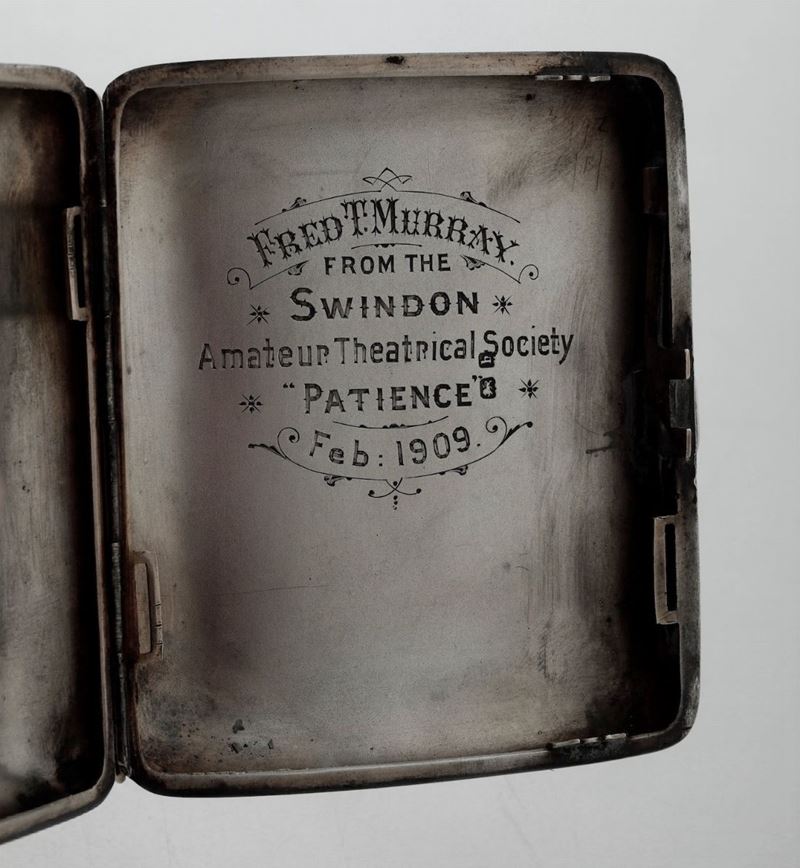 FRED T. MURRAY.
FROM THE
SWINDON
Amateur Theatrical Society
"PATIENCE"
Feb: 1909.